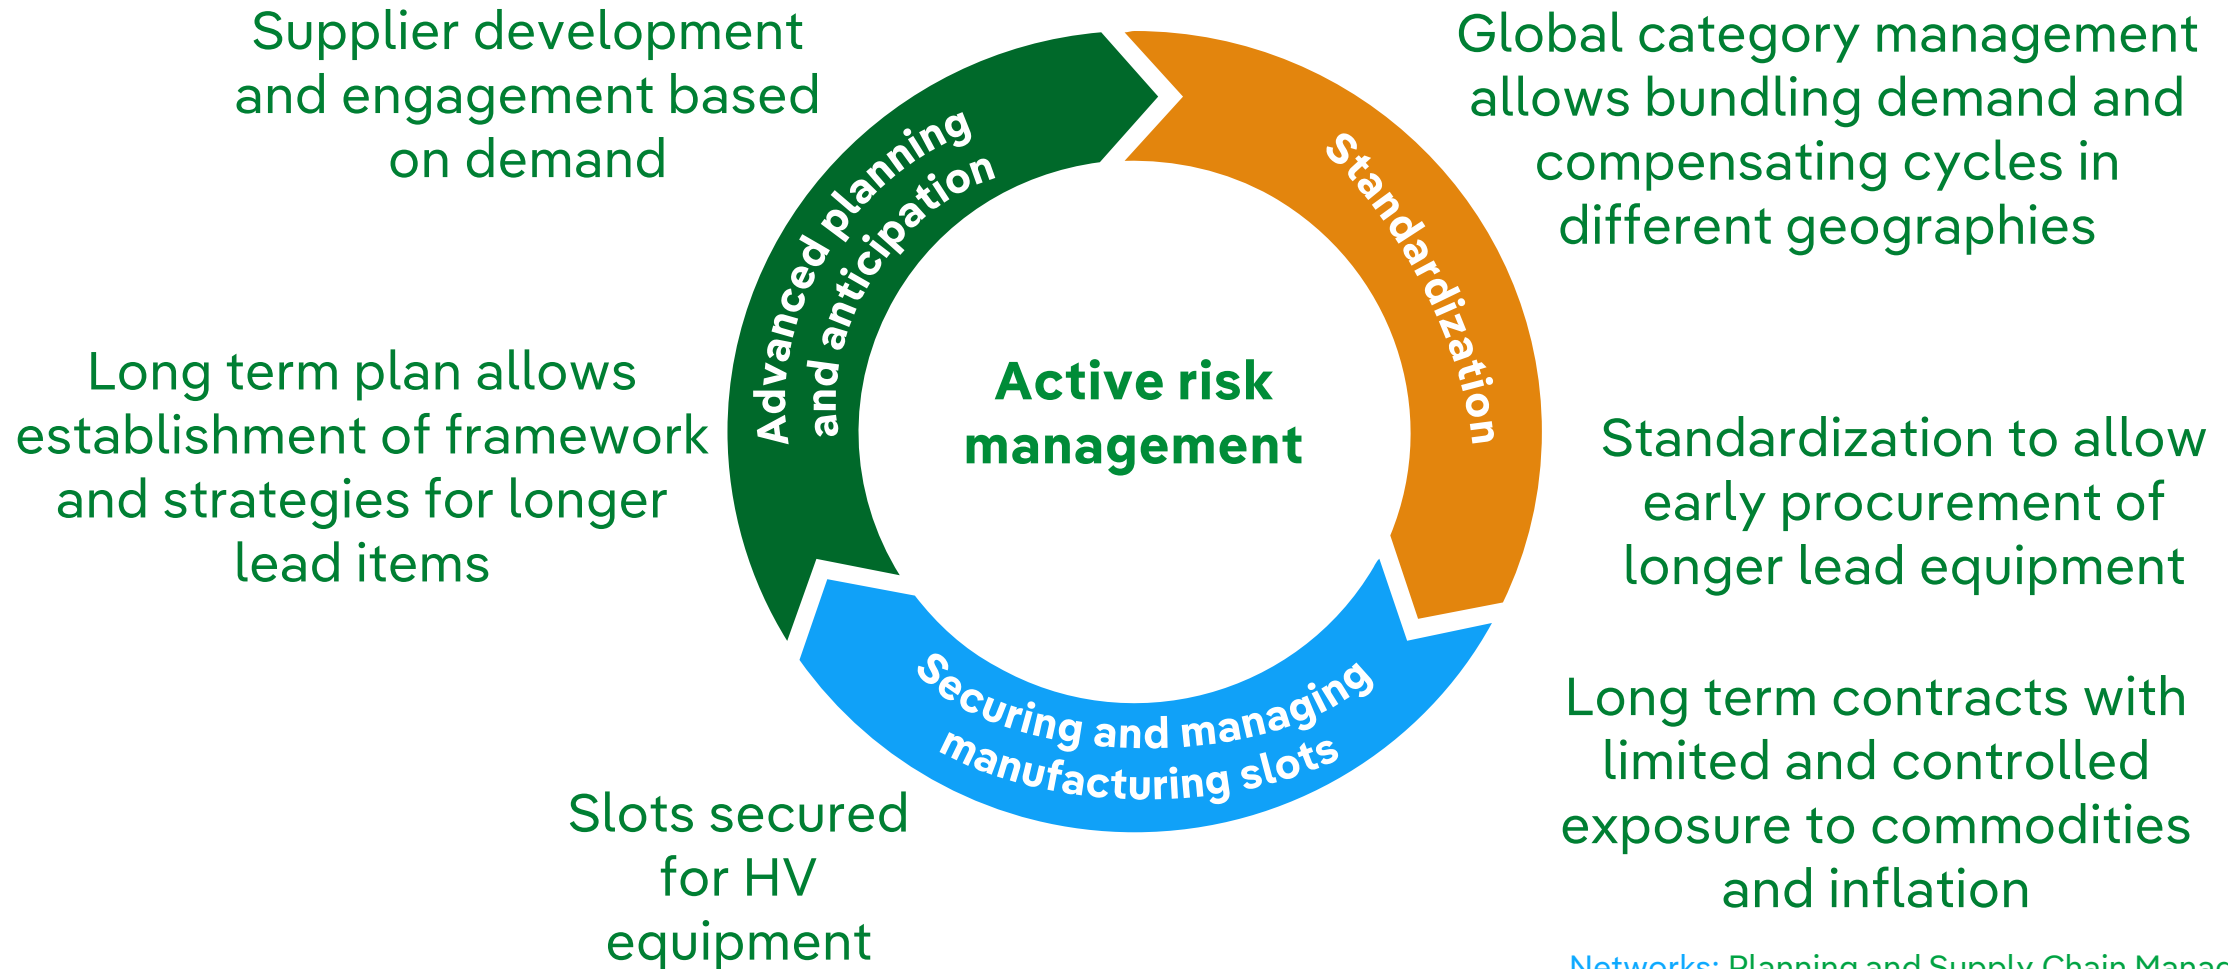 Supplier development
and engagement based
on demand
Global category management
allows bundling demand and
compensating cycles in
different geographies
Advanced planning
and anticipation
Standardization
Active risk
management
Long term plan allows
establishment of framework
and strategies for longer
lead items
Standardization to allow
early procurement of
longer lead equipment
Securing and managing
manufacturing slots
Long term contracts with
limited and controlled
exposure to commodities
and inflation
Slots secured
for HV
equipment
Networks: Planning and Supply Chain